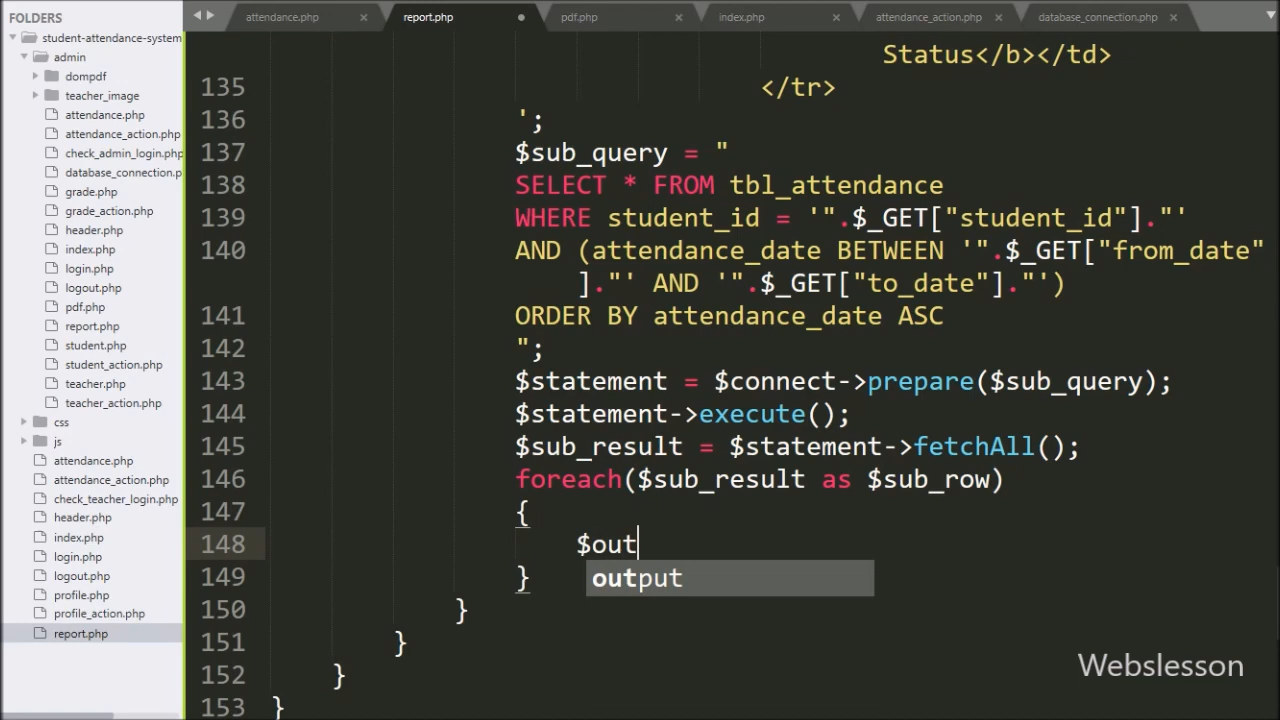 FOLDERS
student-attendance-system
admin
dompdf
teacher_image
attendance.php
attendance_action.php
check_admin_login.php
database_connection.p
grade.php
grade_action.php
header.php
index.php
login.php
logout.php
pdf.php
report.php
student.php
student_action.php
teacher.php
teacher_action.php
css
js
attendance.php
attendance_action.php
check_teacher_login.php
header.php
index.php
login.php
logout.php
profile.php
profile_action.php
report.php
attendance.php × report.php pdf.php × index.php × attendance_action.php × database_connection.php ×
Status</b></td>
135 </tr>
136 ';
137 $sub_query = "
138 SELECT * FROM tbl_attendance
139 WHERE student_id = '".$_GET["student_id"]."'
140 AND (attendance_date BETWEEN '".$_GET["from_date"
]."' AND '".$_GET["to_date"]."')
141 ORDER BY attendance_date ASC
142 ";
143 $statement = $connect->prepare($sub_query);
144 $statement->execute();
145 $sub_result = $statement->fetchAll();
146 foreach($sub_result as $sub_row)
147 {
148 $out
149 }
output
150 }
151 }
152 }
153 }
Webslesson